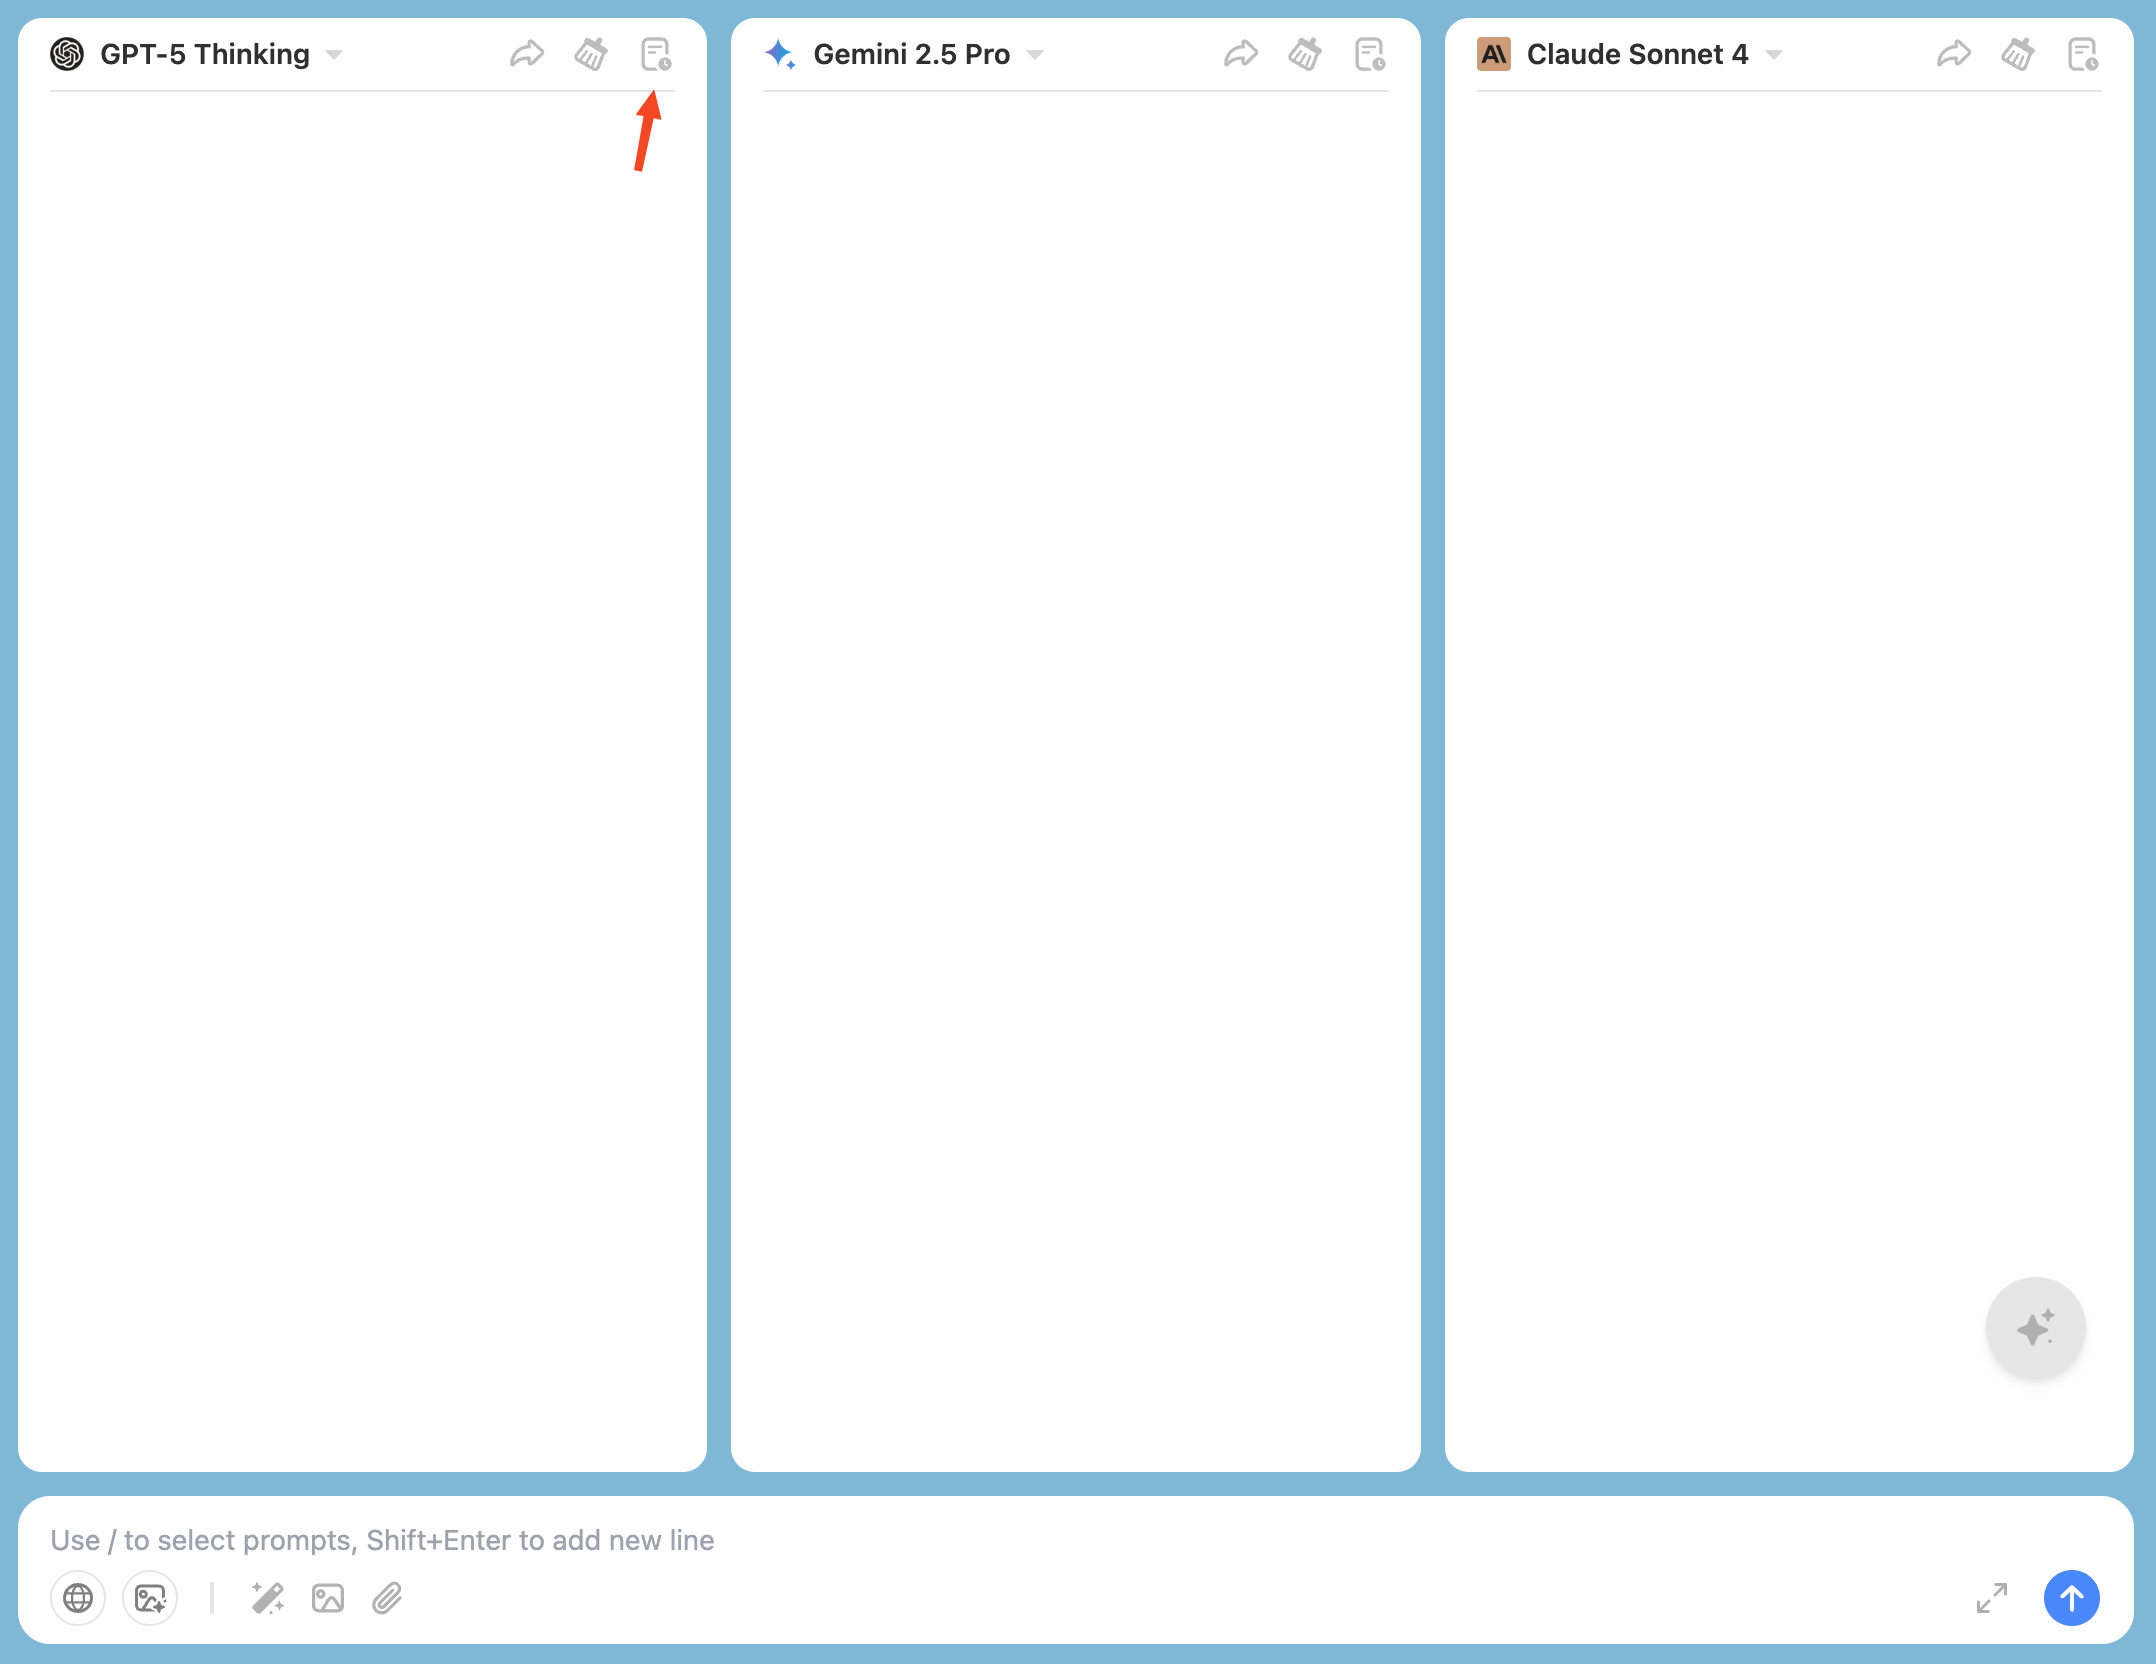 GPT-5 Thinking
Gemini 2.5 Pro
Claude Sonnet 4
Use / to select prompts, Shift+Enter to add new line